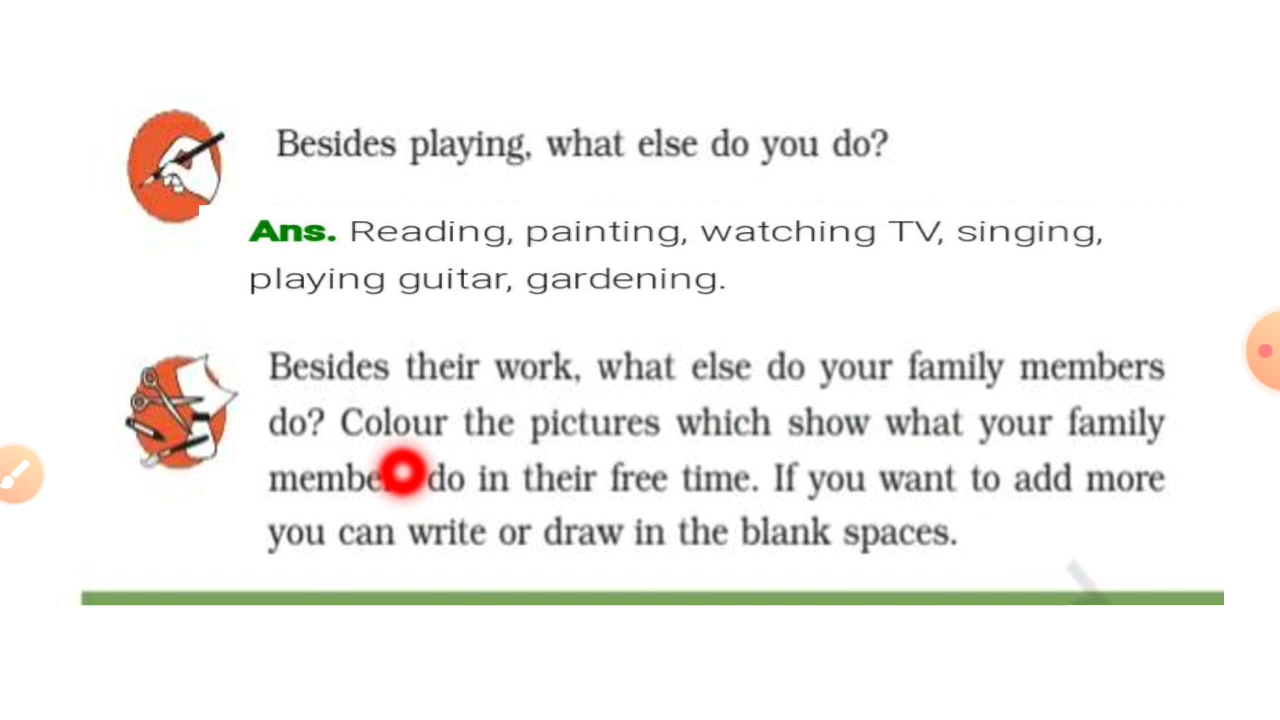 Besides playing, what else do you do?
Ans. Reading, painting, watching TV, singing,
playing guitar, gardening.
Besides their work, what else do your family members
do? Colour the pictures which show what your family
do in their free time. If you want to add more
you can write or draw in the blank spaces.